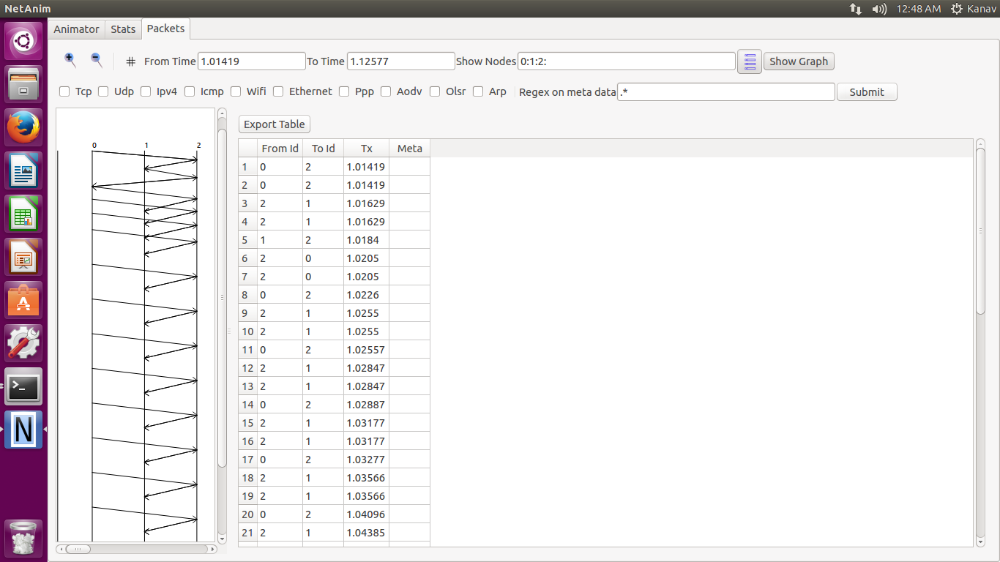 NetAnim 12:48 AM Kanav
Animator Stats Packets
# From Time 1.01419 To Time 1.12577 Show Nodes 0:1:2: Show Graph
Tcp Udp Ipv4 Icmp Wifi Ethernet Ppp Aodv Olsr Arp Regex on meta data .* Submit
Export Table
0 1 2
From Id To Id Tx Meta
1 0 2 1.01419
2 0 2 1.01419
3 2 1 1.01629
4 2 1 1.01629
5 1 2 1.0184
6 2 0 1.0205
7 2 0 1.0205
8 0 2 1.0226
9 2 1 1.0255
10 2 1 1.0255
11 0 2 1.02557
12 2 1 1.02847
13 2 1 1.02847
14 0 2 1.02887
15 2 1 1.03177
16 2 1 1.03177
17 0 2 1.03277
18 2 1 1.03566
19 2 1 1.03566
20 0 2 1.04096
21 2 1 1.04385